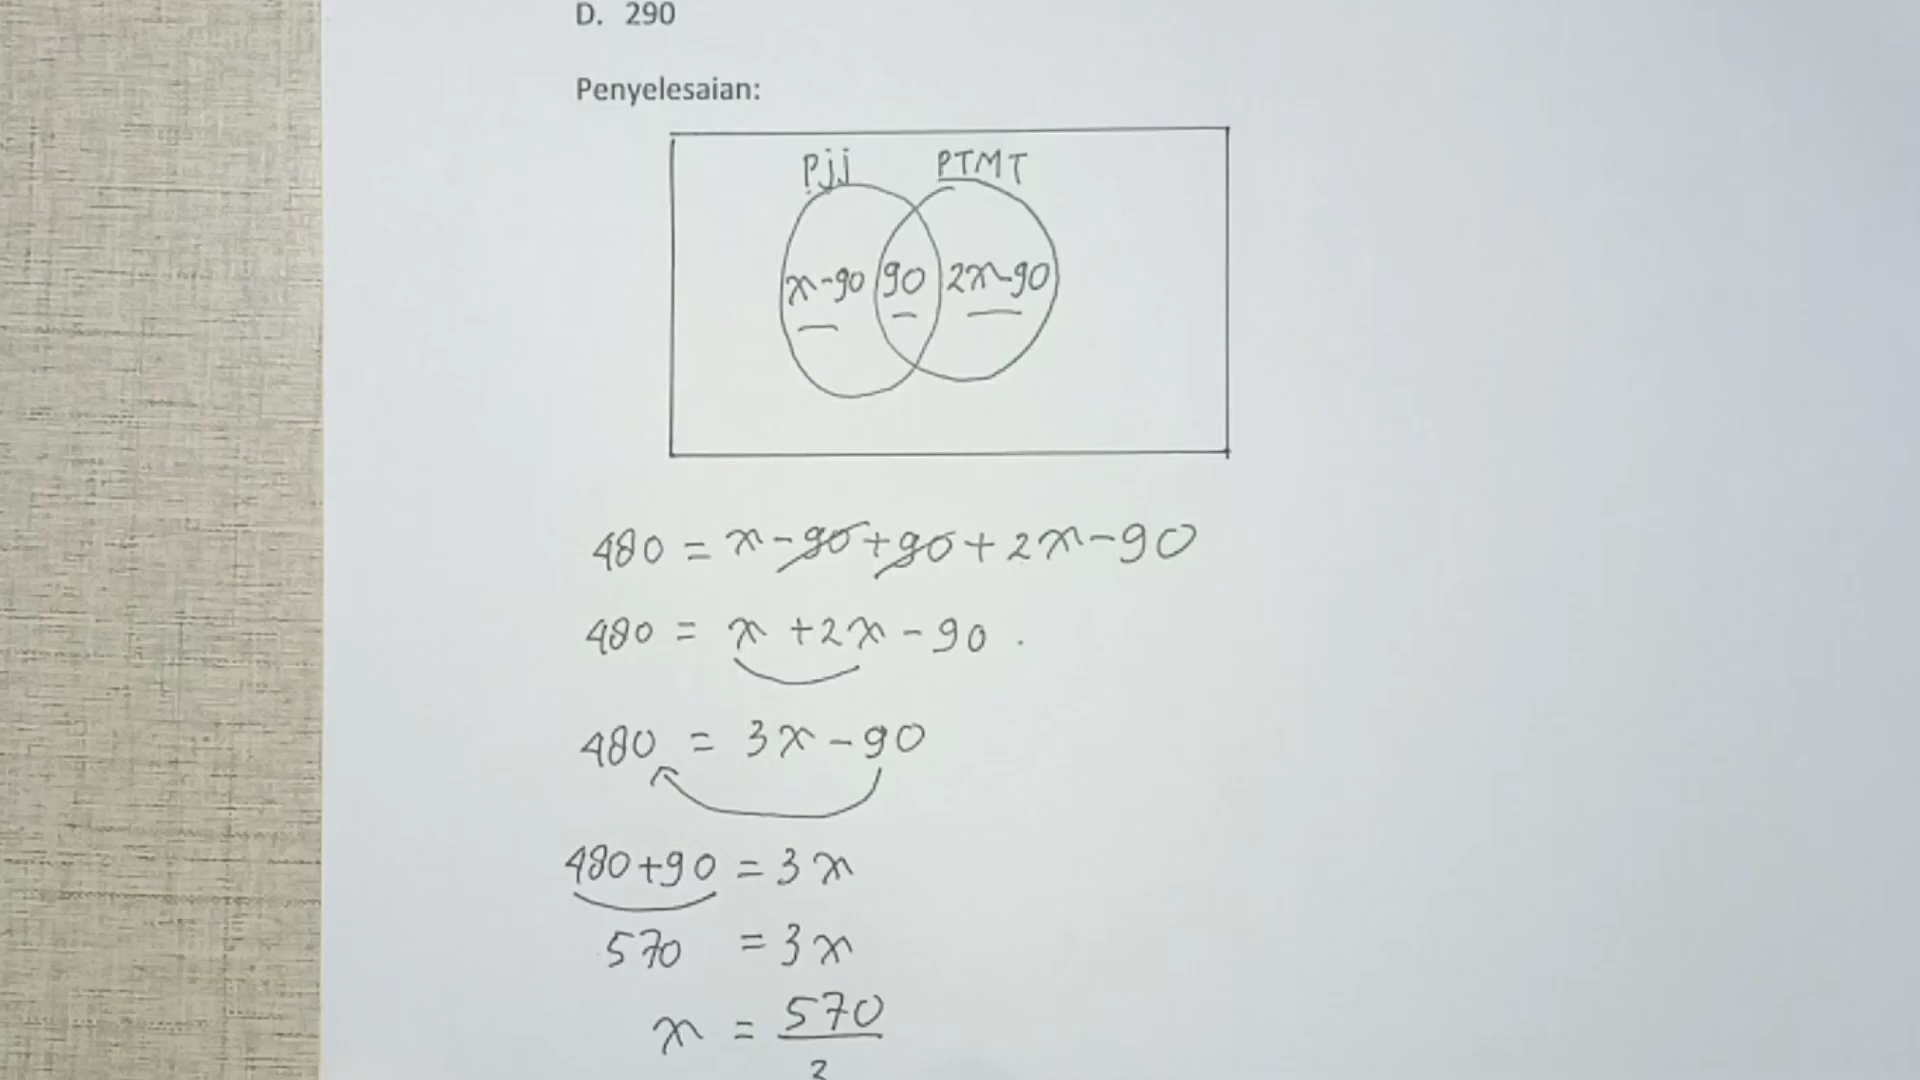 D. 290
Penyelesaian:
Pjj PTMT
x-90 90 2x-90
480 = x-90+90+2x-90
480 = x +2x -90 .
480 = 3x -90
480+90 = 3x
570 = 3x
x = 570
3